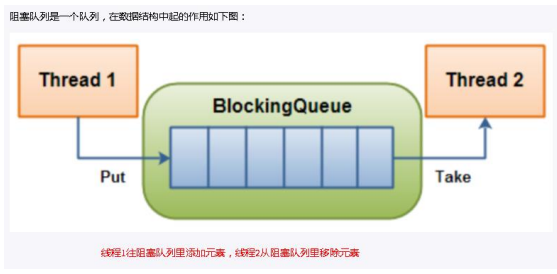 阻塞队列是一个队列，在数据结构中起的作用如下图：
Thread 1
Thread 2
BlockingQueue
Put
Take
线程1往阻塞队列里添加元素，线程2从阻塞队列里移除元素